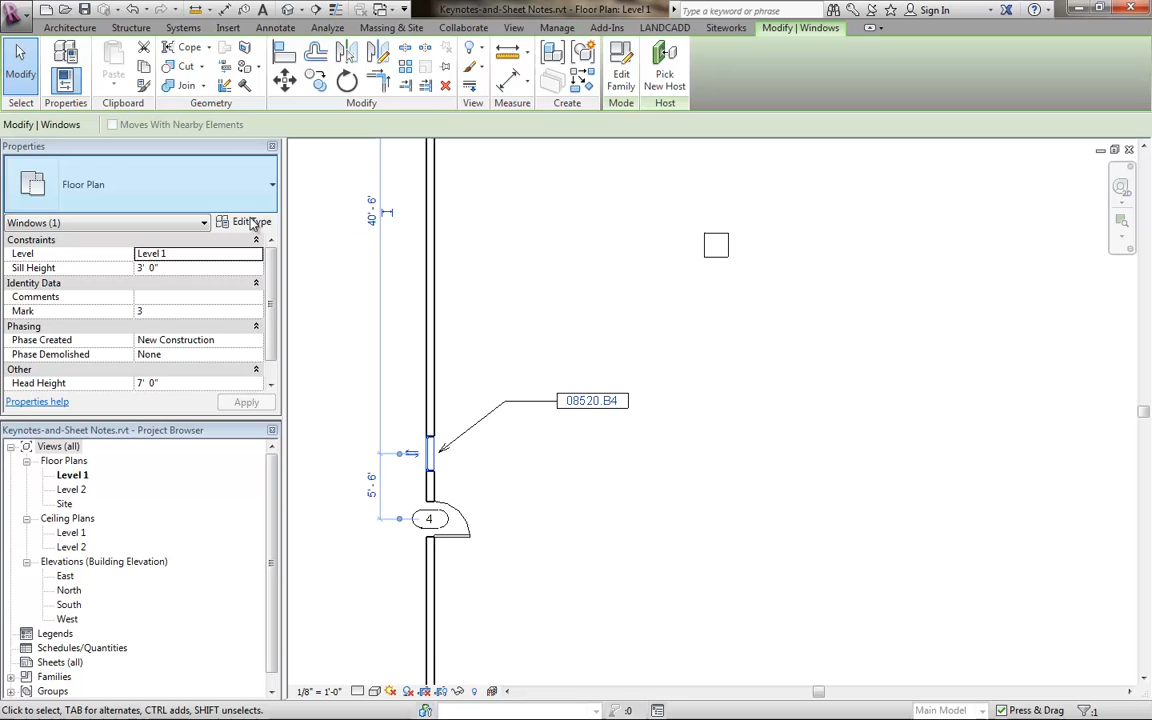 Keynotes-and-Sheet Notes.rvt - Floor Plan: Level 1
Type a keyword or phrase
Sign In
Architecture
Structure
Systems
Insert
Annotate
Analyze
Massing & Site
Collaborate
View
Manage
Add-Ins
LANDCADD
Siteworks
Modify | Windows
Modify
Paste
Cope
Cut
Join
Edit
Family
Pick
New Host
Select
Properties
Clipboard
Geometry
Modify
View
Measure
Create
Mode
Host
Modify | Windows
Moves With Nearby Elements
Properties
Floor Plan
Windows (1)
Edit Type
Constraints
Level
Level 1
Sill Height
3' 0"
Identity Data
Comments
Mark
3
Phasing
Phase Created
New Construction
Phase Demolished
None
Other
Head Height
7' 0"
Properties help
Apply
Keynotes-and-Sheet Notes.rvt - Project Browser
Views (all)
Floor Plans
Level 1
Level 2
Site
Ceiling Plans
Level 1
Level 2
Elevations (Building Elevation)
East
North
South
West
Legends
Schedules/Quantities
Sheets (all)
Families
Groups
40' - 6"
08520.B4
5' - 6"
4
1/8" = 1'-0"
Click to select, TAB for alternates, CTRL adds, SHIFT unselects.
:0
Main Model
Press & Drag
:1